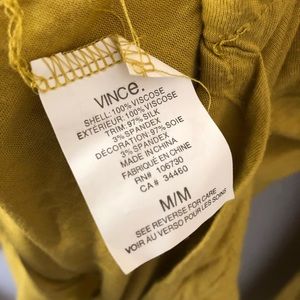 VINCE.
SHELL: 100% VISCOSE
EXTÉRIEUR: 100% VISCOSE
TRIM: 97% SILK
3% SPANDEX
DÉCORATION: 97% SOIE
3% SPANDEX
MADE IN CHINA
FABRIQUÉ EN CHINE
RN# 106730
CA# 34460
M/M
SEE REVERSE FOR CARE
VOIR AU VERSO POUR LES SOINS